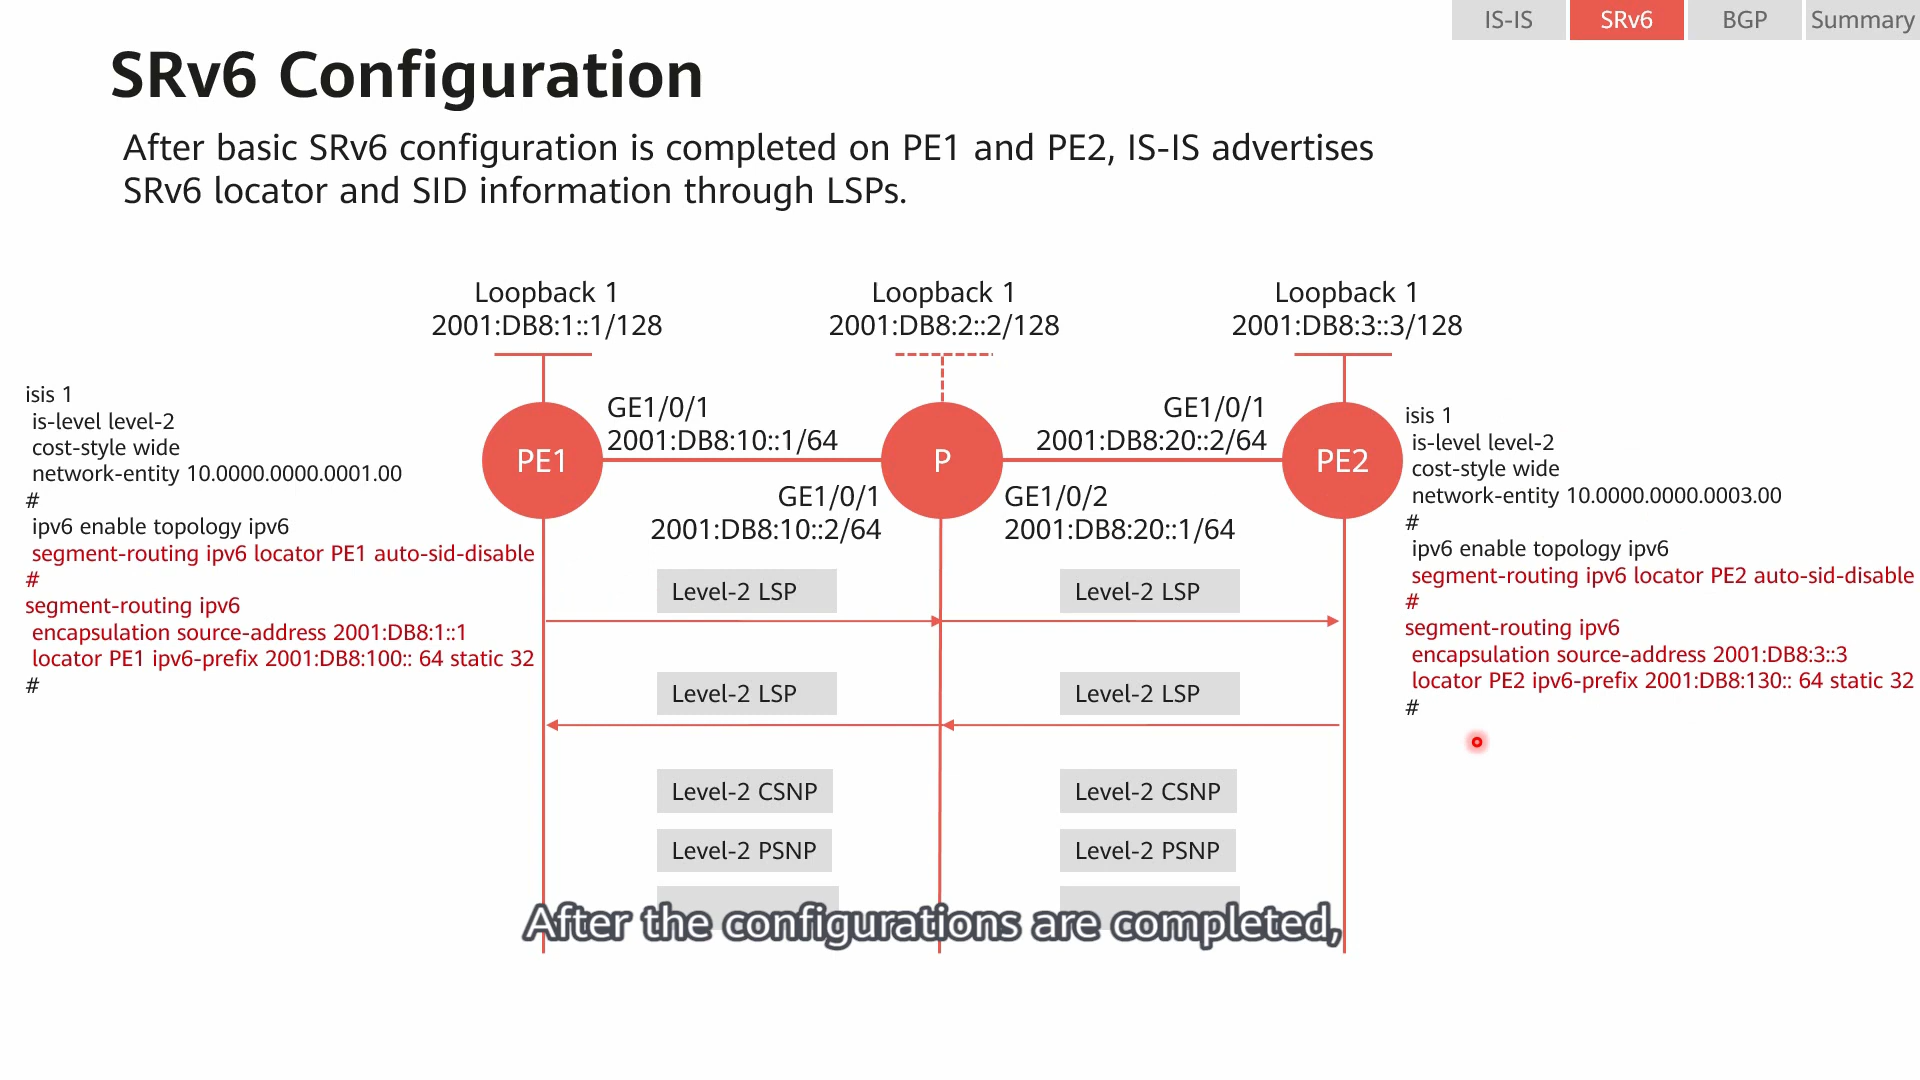 IS-IS
SRv6
BGP
Summary
SRv6 Configuration
After basic SRv6 configuration is completed on PE1 and PE2, IS-IS advertises
SRv6 locator and SID information through LSPs.
Loopback 1
2001:DB8:1::1/128
Loopback 1
2001:DB8:2::2/128
Loopback 1
2001:DB8:3::3/128
isis 1
is-level level-2
cost-style wide
network-entity 10.0000.0000.0001.00
#
ipv6 enable topology ipv6
segment-routing ipv6 locator PE1 auto-sid-disable
#
segment-routing ipv6
encapsulation source-address 2001:DB8:1::1
locator PE1 ipv6-prefix 2001:DB8:100:: 64 static 32
#
PE1
GE1/0/1
2001:DB8:10::1/64
GE1/0/1
2001:DB8:10::2/64
P
GE1/0/1
2001:DB8:20::2/64
GE1/0/2
2001:DB8:20::1/64
PE2
isis 1
is-level level-2
cost-style wide
network-entity 10.0000.0000.0003.00
#
ipv6 enable topology ipv6
segment-routing ipv6 locator PE2 auto-sid-disable
#
segment-routing ipv6
encapsulation source-address 2001:DB8:3::3
locator PE2 ipv6-prefix 2001:DB8:130:: 64 static 32
#
Level-2 LSP
Level-2 LSP
Level-2 LSP
Level-2 LSP
Level-2 CSNP
Level-2 CSNP
Level-2 PSNP
Level-2 PSNP
After the configurations are completed,